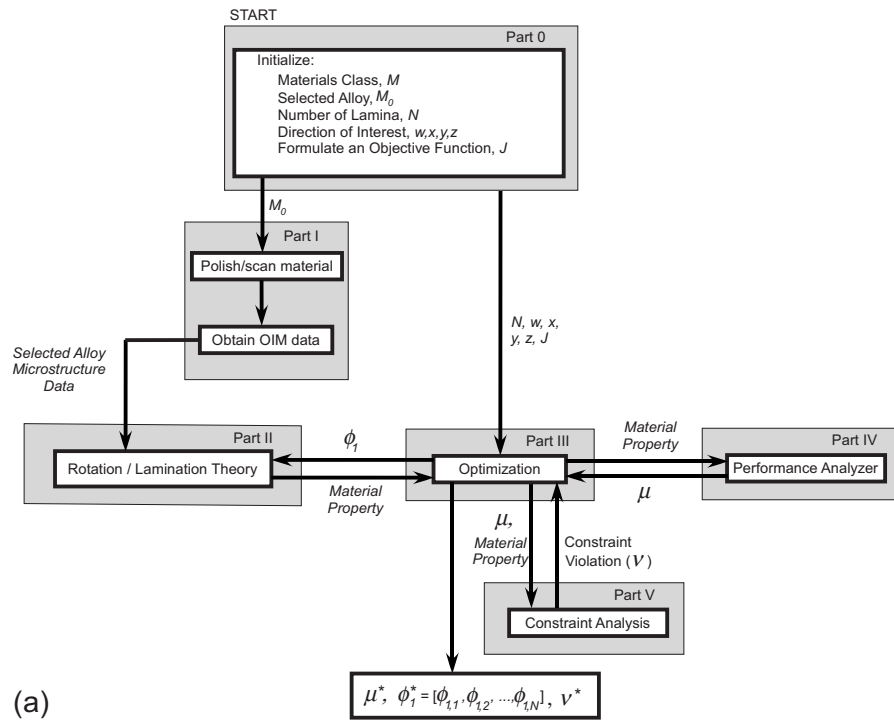 START
Part 0
Initialize:
Materials Class, M
Selected Alloy, M₀
Number of Lamina, N
Direction of Interest, w,x,y,z
Formulate an Objective Function, J
M₀
Part I
Polish/scan material
Obtain OIM data
N, w, x,
y, z, J
Selected Alloy
Microstructure
Data
Part II
Rotation / Lamination Theory
ϕ₁
Material
Property
Part III
Optimization
Material
Property
μ
Part IV
Performance Analyzer
μ,
Material
Property
Constraint
Violation (ν)
Part V
Constraint Analysis
μ*, ϕ₁* = [ϕ₁,₁, ϕ₁,₂, ...,ϕ₁,N], ν*
(a)